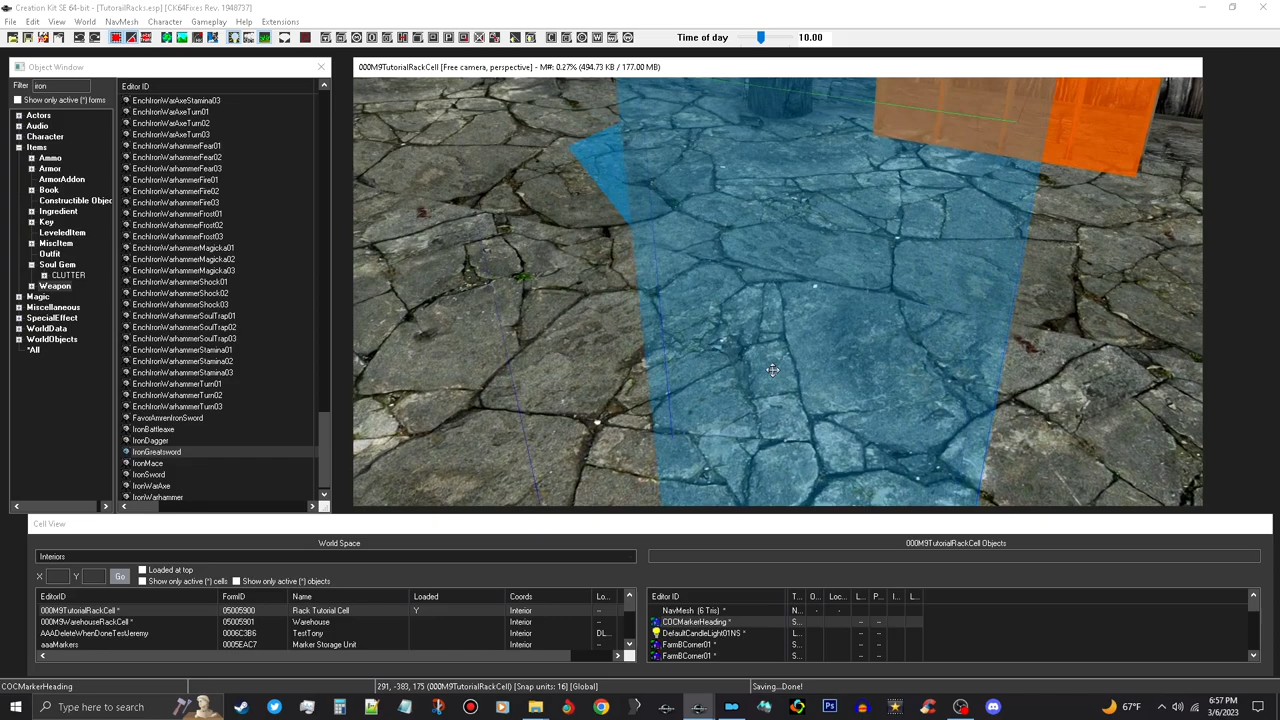 Creation Kit SE 64-bit - [TutorailRacks.esp] [CK64Fixes Rev. 1948737]
File Edit View World NavMesh Character Gameplay Help Extensions
Time of day 10.00
Object Window
Filter iron
Show only active (*) forms
Actors
Audio
Character
Items
Ammo
Armor
ArmorAddon
Book
Constructible Objec
Ingredient
Key
LeveledItem
MiscItem
Outfit
Soul Gem
CLUTTER
Weapon
Magic
Miscellaneous
SpecialEffect
WorldData
WorldObjects
*All
Editor ID
EnchIronWarAxeStamina03
EnchIronWarAxeTurn01
EnchIronWarAxeTurn02
EnchIronWarAxeTurn03
EnchIronWarhammerFear01
EnchIronWarhammerFear02
EnchIronWarhammerFear03
EnchIronWarhammerFire01
EnchIronWarhammerFire02
EnchIronWarhammerFire03
EnchIronWarhammerFrost01
EnchIronWarhammerFrost02
EnchIronWarhammerFrost03
EnchIronWarhammerMagicka01
EnchIronWarhammerMagicka02
EnchIronWarhammerMagicka03
EnchIronWarhammerShock01
EnchIronWarhammerShock02
EnchIronWarhammerShock03
EnchIronWarhammerSoulTrap01
EnchIronWarhammerSoulTrap02
EnchIronWarhammerSoulTrap03
EnchIronWarhammerStamina01
EnchIronWarhammerStamina02
EnchIronWarhammerStamina03
EnchIronWarhammerTurn01
EnchIronWarhammerTurn02
EnchIronWarhammerTurn03
FavorAmrenIronSword
IronBattleaxe
IronDagger
IronGreatsword
IronMace
IronSword
IronWarAxe
IronWarhammer
000M9TutorialRackCell [Free camera, perspective] - M#: 0.27% (494.73 KB / 177.00 MB)
Cell View
World Space
Interiors
Loaded at top
X Y Go Show only active (*) cells Show only active (*) objects
EditorID FormID Name Loaded Coords Lo...
000M9TutorialRackCell * 05005900 Rack Tutorial Cell Y Interior --
000M9WarehouseRackCell * 05005901 Warehouse Interior --
AAADeleteWhenDoneTestJeremy 0006C3B6 TestTony Interior DL...
aaaMarkers 0005EAC7 Marker Storage Unit Interior --
000M9TutorialRackCell Objects
Editor ID T... O... Loc... L... P... I... L...
NavMesh (6 Tris) * N... - -
COCMarkerHeading * S... -- --
DefaultCandleLight01NS * L... -- --
FarmBCorner01 * S... -- --
FarmBCorner01 * S... -- --
COCMarkerHeading
291, -383, 175 (000M9TutorialRackCell) [Snap units: 16] [Global]
Saving...Done!
Type here to search
67°F
6:57 PM
3/6/2023